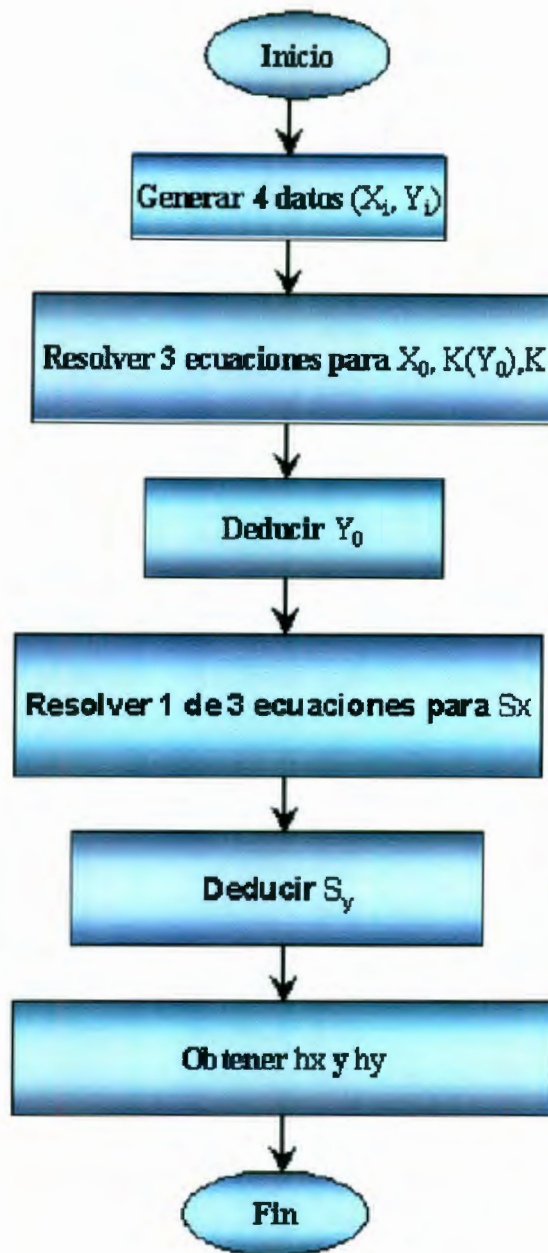 Inicio
Generar 4 datos (Xi, Yi)
Resolver 3 ecuaciones para X0, K(Y0),K
Deducir Y0
Resolver 1 de 3 ecuaciones para Sx
Deducir Sy
Obtener hx y hy
Fin